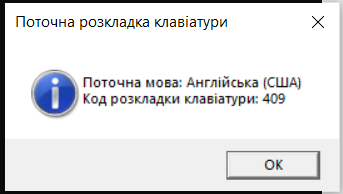 Поточна розкладка клавіатури
Поточна мова: Англійська (США)
Код розкладки клавіатури: 409
OK